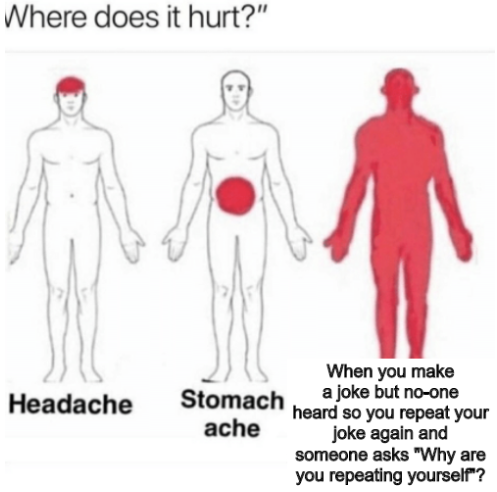 Where does it hurt?"
Headache
Stomach
ache
When you make
a joke but no-one
heard so you repeat your
joke again and
someone asks "Why are
you repeating yourself"?